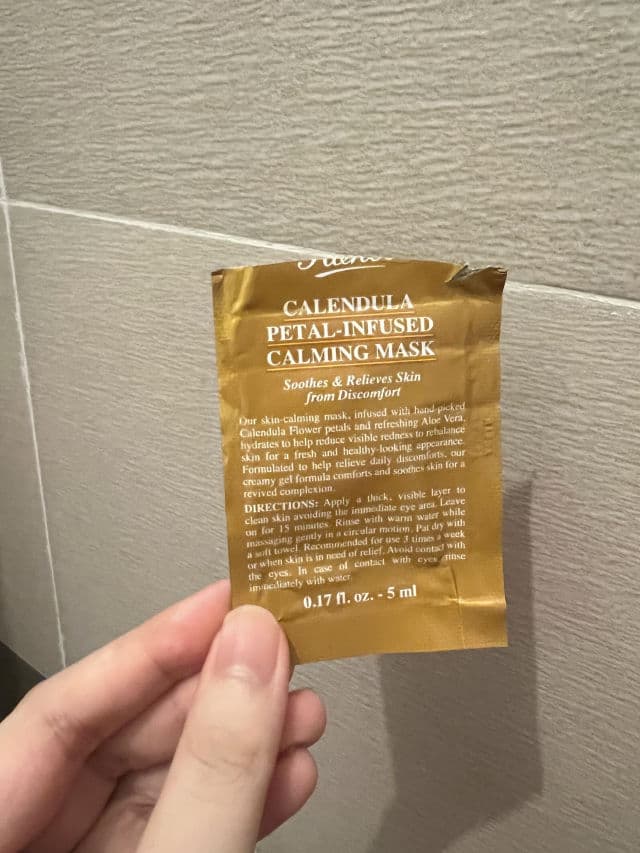 CALENDULA
PETAL-INFUSED
CALMING MASK
Soothes & Relieves Skin
from Discomfort
Our skin-calming mask, infused with hand-picked
Calendula Flower petals and refreshing Aloe Vera,
hydrates to help reduce visible redness to rebalance
skin for a fresh and healthy-looking appearance.
Formulated to help relieve daily discomforts, our
creamy gel formula comforts and soothes skin for a
revived complexion.
DIRECTIONS: Apply a thick, visible layer to
clean skin avoiding the immediate eye area. Leave
on for 15 minutes. Rinse with warm water while
massaging gently in a circular motion. Pat dry with
a soft towel. Recommended for use 3 times a week
or when skin is in need of relief. Avoid contact with
the eyes. In case of contact with eyes rinse
immediately with water.
0.17 fl. oz. - 5 ml